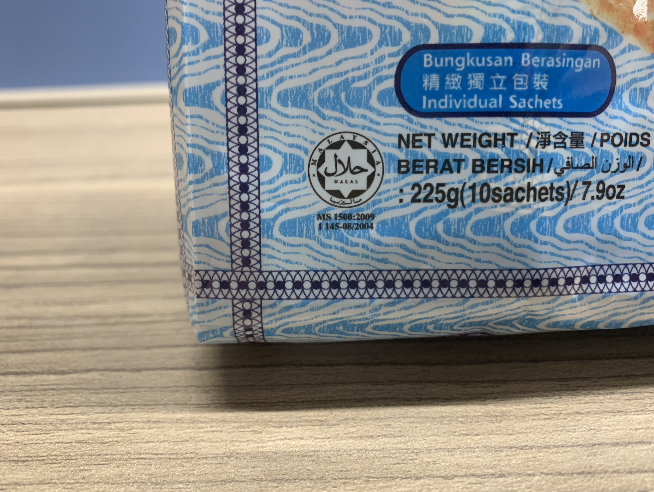 Bungkusan Berasingan
精緻獨立包裝
Individual Sachets
MALAYSIA
حلال
HALAL
ماليزيا
MS 1500:2009
1 145-08/2004
NET WEIGHT /淨含量 /POIDS
BERAT BERSIH/الوزن الصافي/
: 225g(10sachets)/ 7.9oz